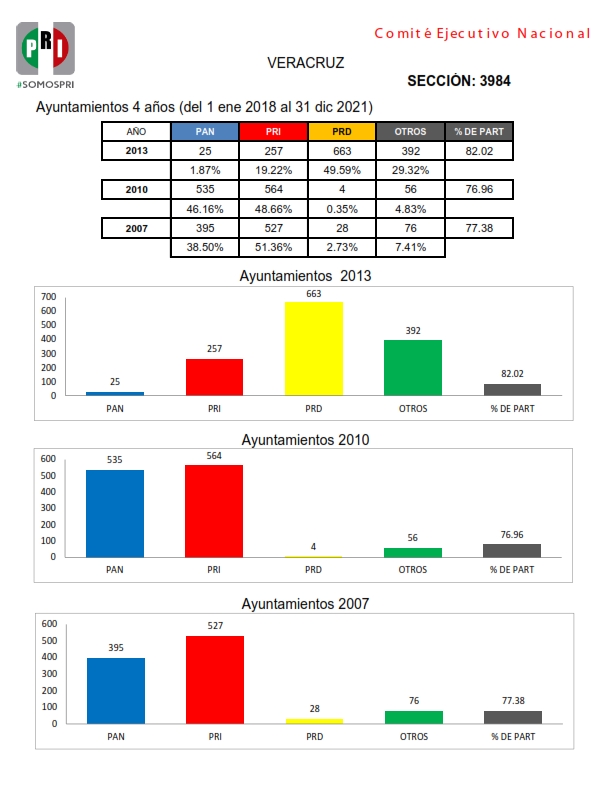 Comité Ejecutivo Nacional
PRI
#SOMOSPRI
VERACRUZ
SECCIÓN: 3984
Ayuntamientos 4 años (del 1 ene 2018 al 31 dic 2021)
AÑO PAN PRI PRD OTROS % DE PART
2013 25 257 663 392 82.02
1.87% 19.22% 49.59% 29.32%
2010 535 564 4 56 76.96
46.16% 48.66% 0.35% 4.83%
2007 395 527 28 76 77.38
38.50% 51.36% 2.73% 7.41%
Ayuntamientos 2013
700
600
500
400
300
200
100
0
25 257 663 392 82.02
PAN PRI PRD OTROS % DE PART
Ayuntamientos 2010
600
500
400
300
200
100
0
535 564 4 56 76.96
PAN PRI PRD OTROS % DE PART
Ayuntamientos 2007
600
500
400
300
200
100
0
395 527 28 76 77.38
PAN PRI PRD OTROS % DE PART